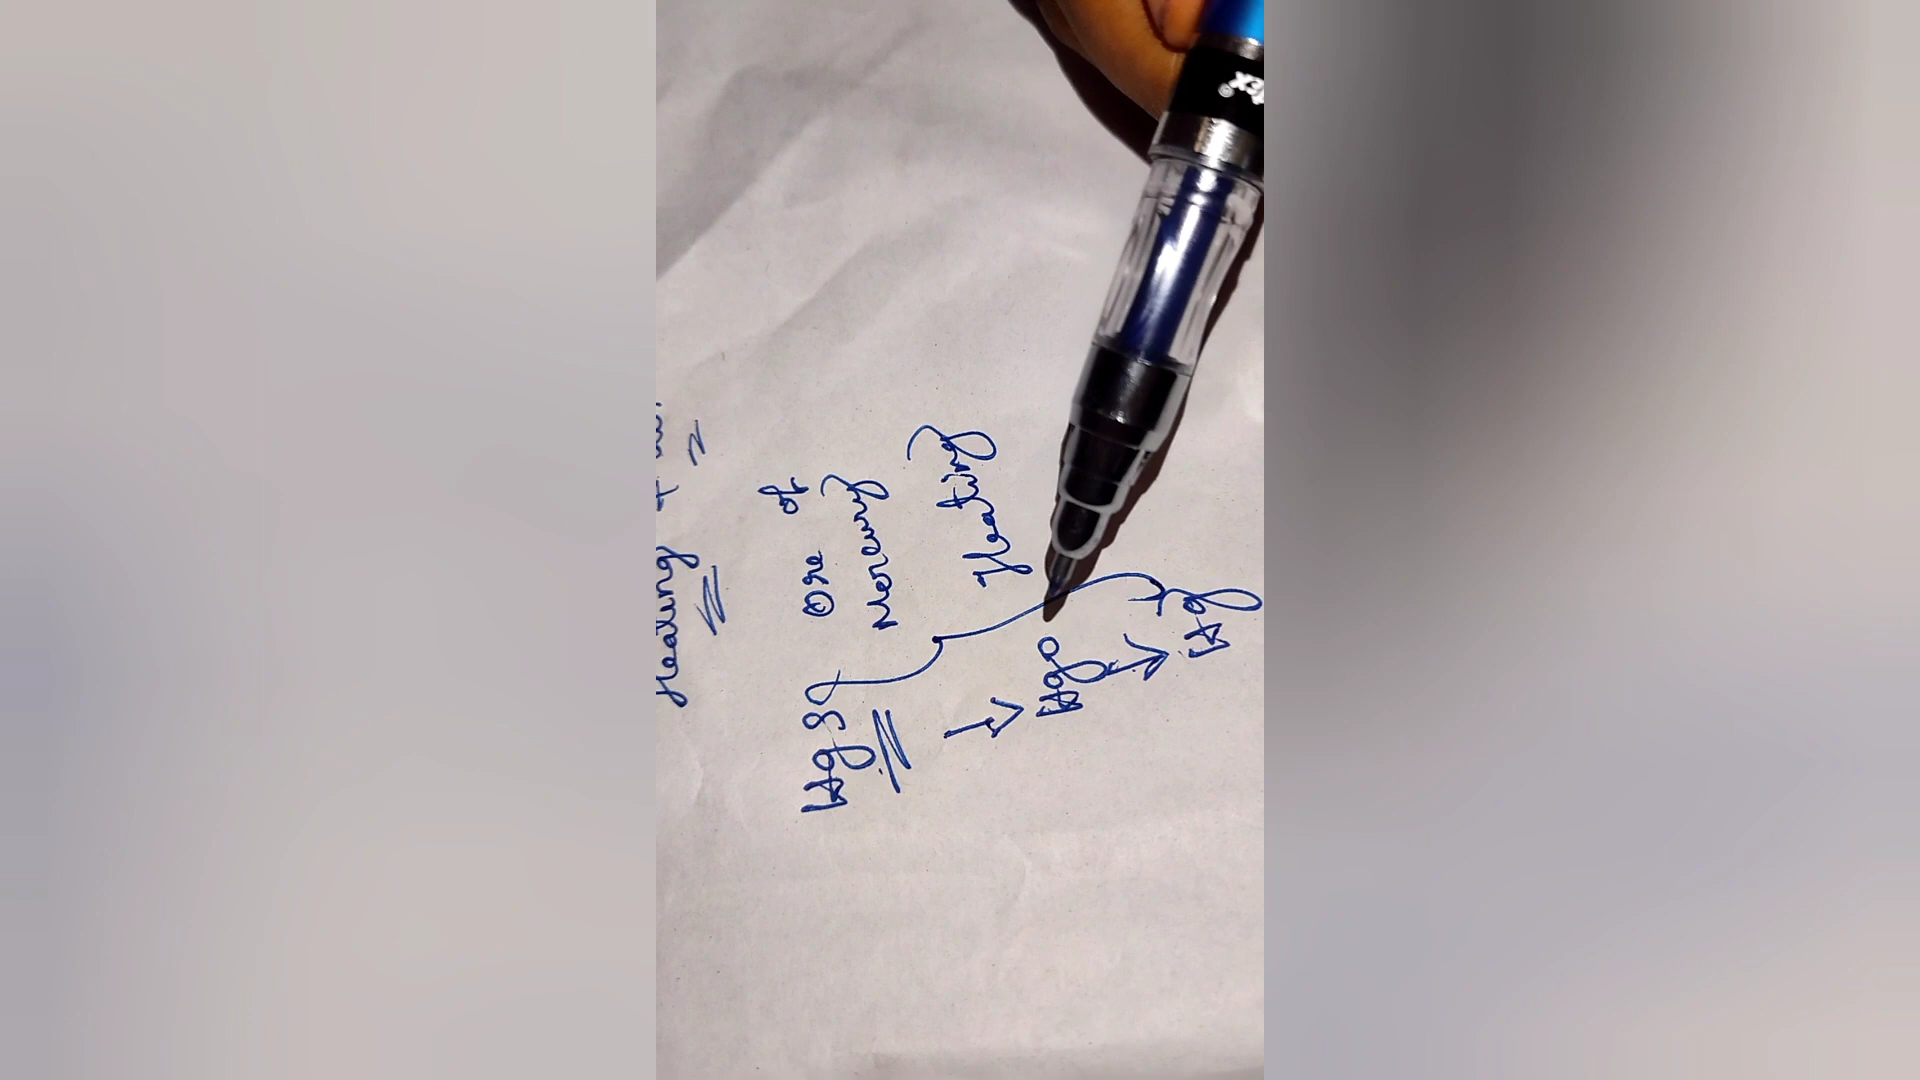 Heating +
HgS Ore of
Mercury
↓ Heating
HgO
↓
Hg